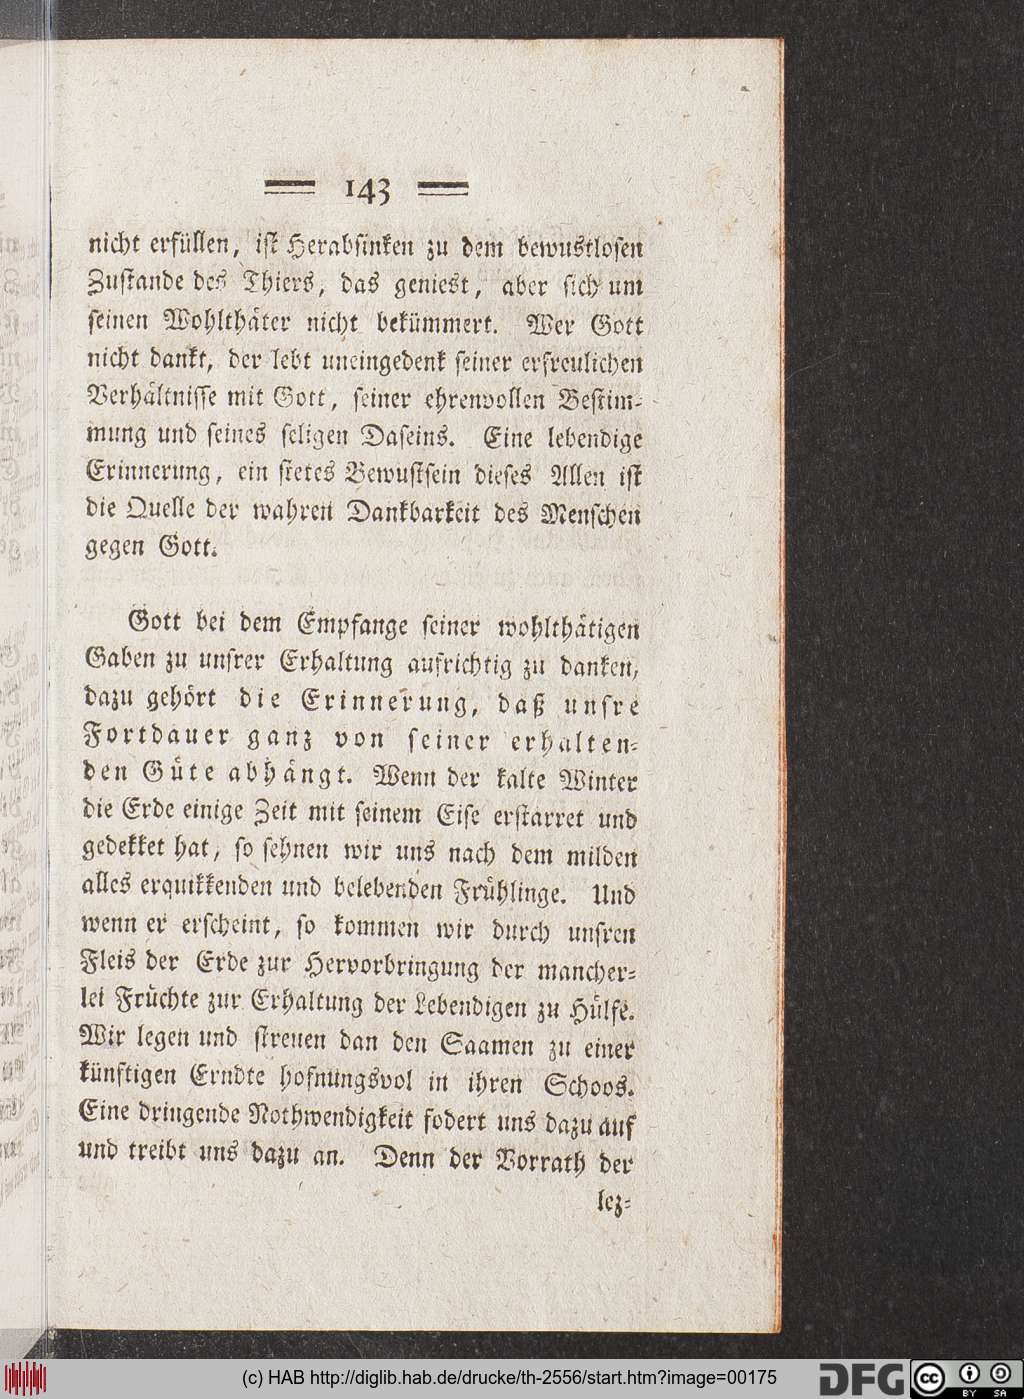 143
nicht erfüllen, ist Herabsinken zu dem bewustlosen
Zustande des Thiers, das geniest, aber sich um
seinen Wohlthäter nicht bekümmert. Wer Gott
nicht dankt, der lebt uneingedenk seiner erfreulichen
Verhältnisse mit Gott, seiner ehrenvollen Bestim-
mung und seines seligen Daseins. Eine lebendige
Erinnerung, ein stetes Bewustsein dieses Allen ist
die Quelle der wahren Dankbarkeit des Menschen
gegen Gott.
Gott bei dem Empfange seiner wohlthätigen
Gaben zu unsrer Erhaltung aufrichtig zu danken,
dazu gehört die Erinnerung, daß unsre
Fortdauer ganz von seiner erhalten-
den Güte abhängt. Wenn der kalte Winter
die Erde einige Zeit mit seinem Eise erstarret und
gedekket hat, so sehnen wir uns nach dem milden
alles erquikkenden und belebenden Frühlinge. Und
wenn er erscheint, so kommen wir durch unsren
Fleis der Erde zur Hervorbringung der mancher-
lei Früchte zur Erhaltung der Lebendigen zu Hülfe.
Wir legen und streuen dan den Saamen zu einer
künftigen Erndte hofnungsvol in ihren Schoos.
Eine dringende Nothwendigkeit fodert uns dazu auf
und treibt uns dazu an. Denn der Vorrath der
lez-
(c) HAB http://diglib.hab.de/drucke/th-2556/start.htm?image=00175
DFG
cc BY SA